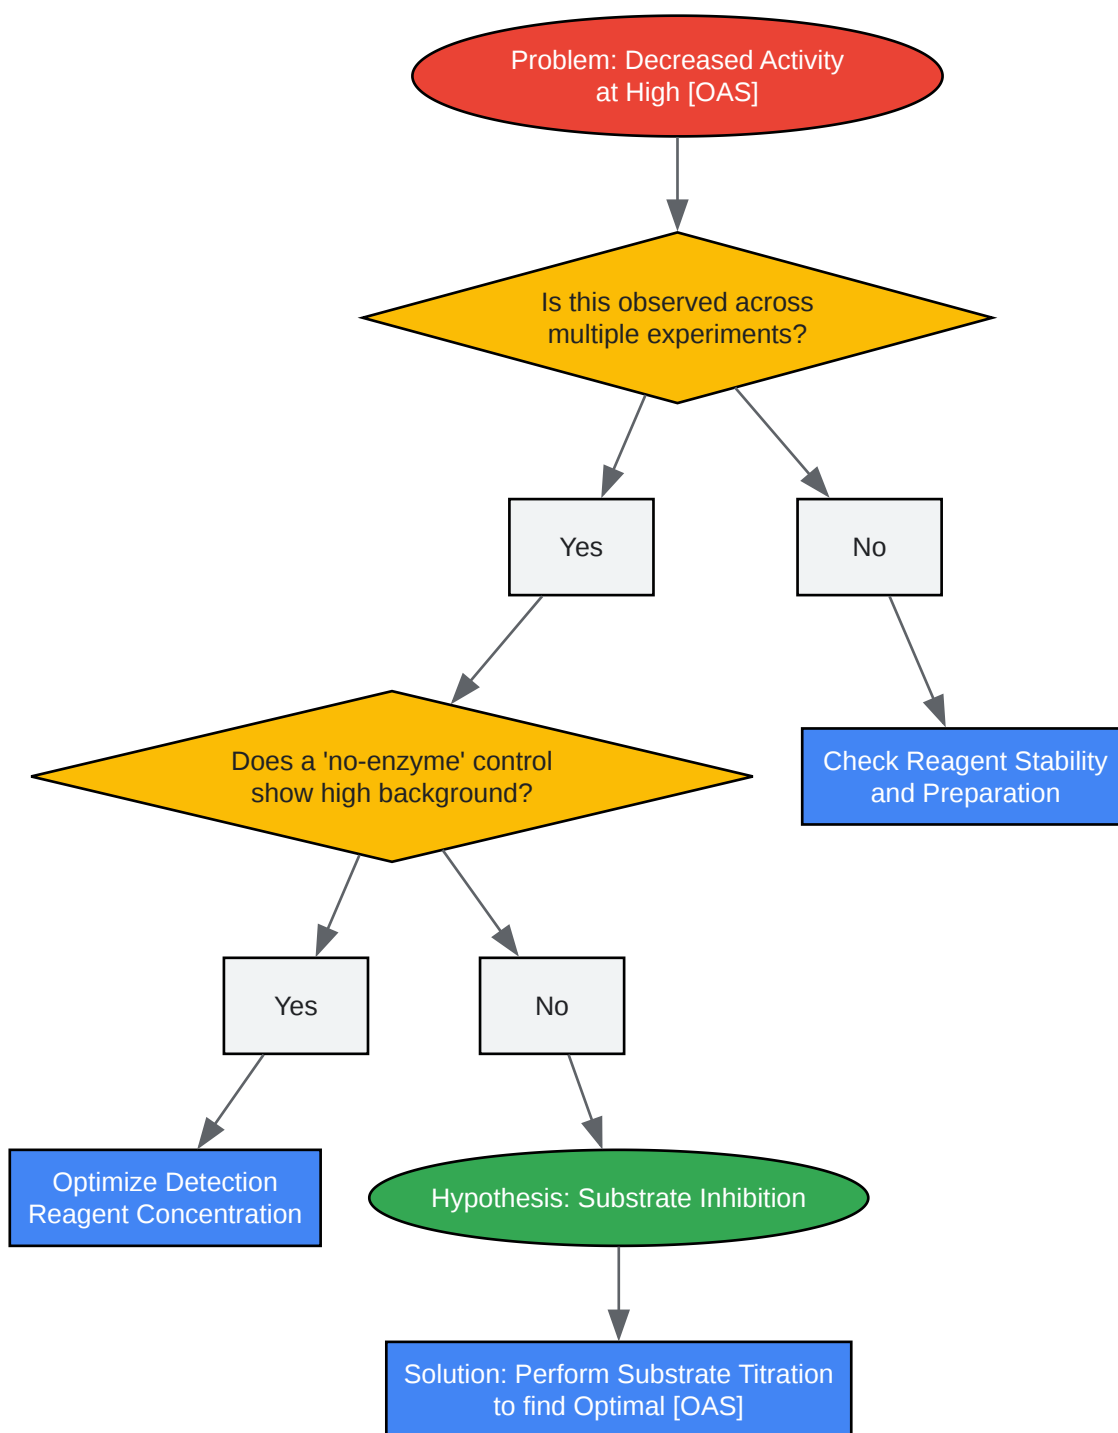 Problem: Decreased Activity
at High [OAS]
Is this observed across
multiple experiments?
Yes
No
Does a 'no-enzyme' control
show high background?
Check Reagent Stability
and Preparation
Yes
No
Optimize Detection
Reagent Concentration
Hypothesis: Substrate Inhibition
Solution: Perform Substrate Titration
to find Optimal [OAS]